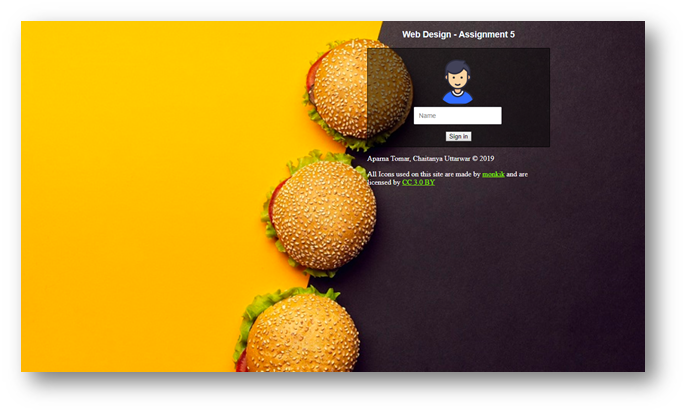 Web Design - Assignment 5
Name
Sign in
Aparna Tomar, Chaitanya Uttarwar © 2019
All Icons used on this site are made by monkik and are
licensed by CC 3.0 BY